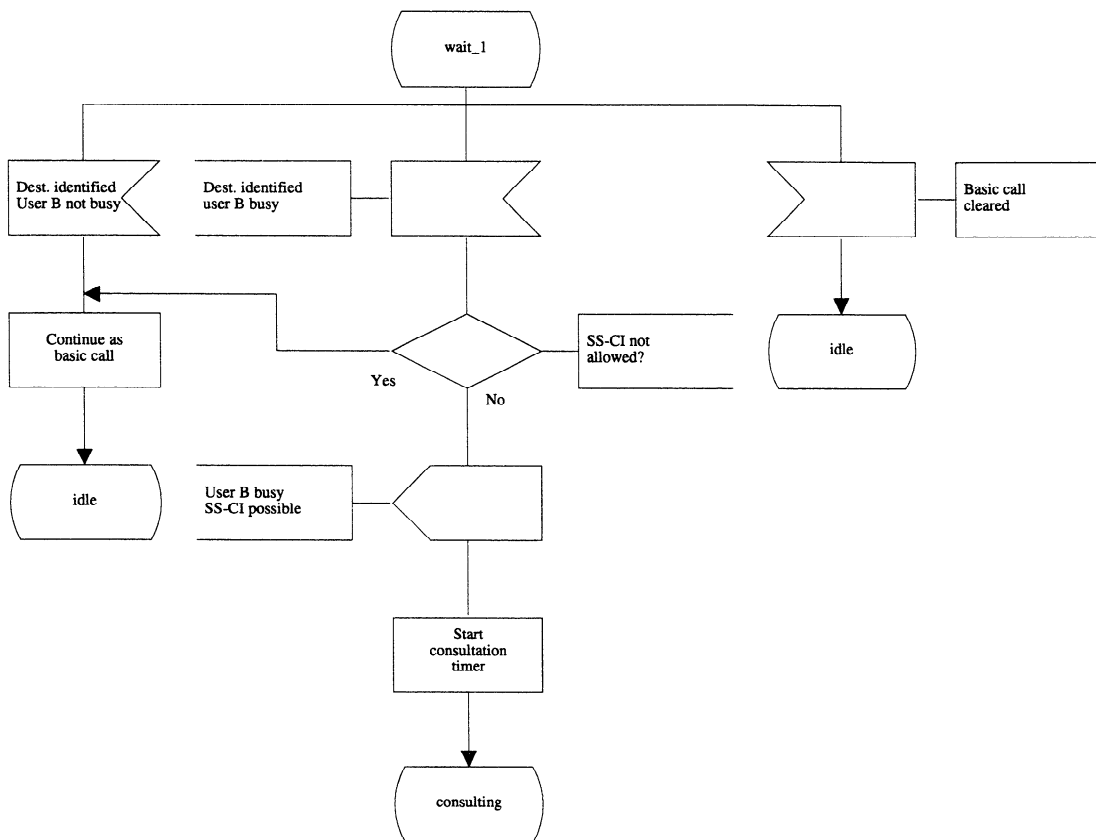 wait_1
Dest. identified
User B not busy
Dest. identified
user B busy
Basic call
cleared
Continue as
basic call
SS-CI not
allowed?
idle
Yes
No
idle
User B busy
SS-CI possible
Start
consultation
timer
consulting